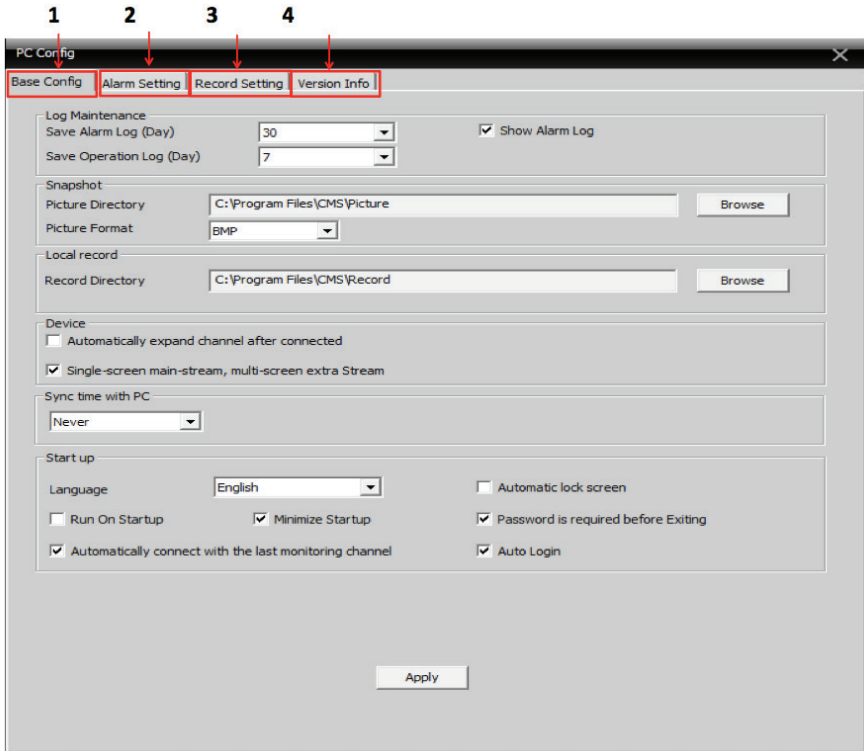 1 2 3 4
PC Config
Base Config Alarm Setting Record Setting Version Info
Log Maintenance
Save Alarm Log (Day) 30 Show Alarm Log
Save Operation Log (Day) 7
Snapshot
Picture Directory C:\Program Files\CMS\Picture Browse
Picture Format BMP
Local record
Record Directory C:\Program Files\CMS\Record Browse
Device
Automatically expand channel after connected
Single-screen main-stream, multi-screen extra Stream
Sync time with PC
Never
Start up
Language English Automatic lock screen
Run On Startup Minimize Startup Password is required before Exiting
Automatically connect with the last monitoring channel Auto Login
Apply